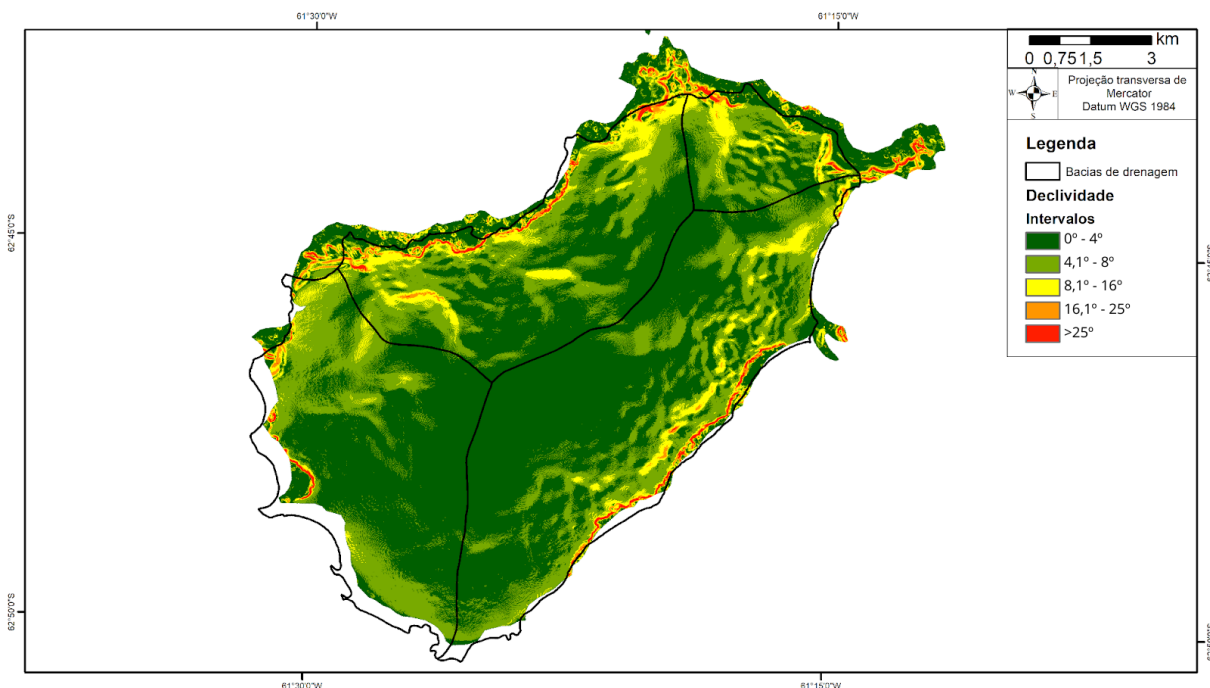 61°30'0"W
61°15'0"W
km
0 0,75 1,5 3
N
W E
S
Projeção transversa de
Mercator
Datum WGS 1984
Legenda
Bacias de drenagem
Declividade
Intervalos
0º - 4º
4,1º - 8º
8,1º - 16º
16,1º - 25º
>25º
62°45'0"S
62°50'0"S
61°30'0"W
61°15'0"W